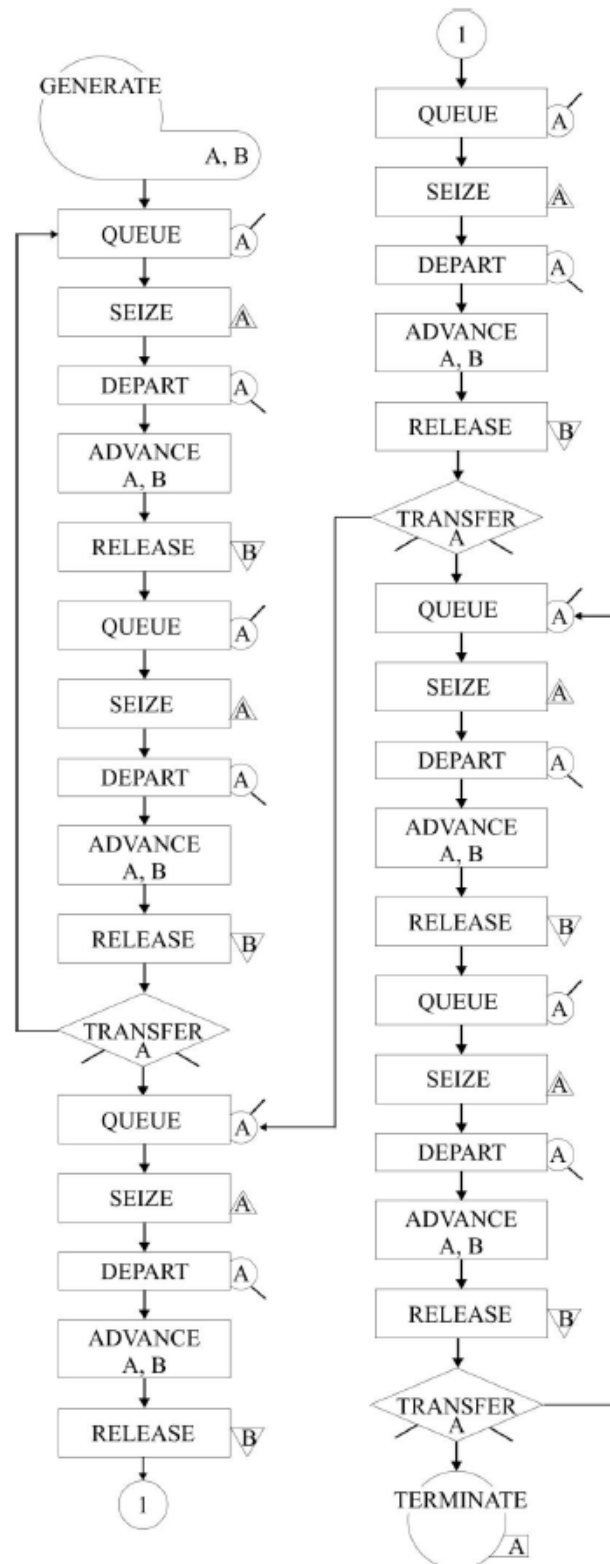 GENERATE
A, B
QUEUE A
SEIZE A
DEPART A
ADVANCE
A, B
RELEASE B
QUEUE A
SEIZE A
DEPART A
ADVANCE
A, B
RELEASE B
TRANSFER
A
QUEUE A
SEIZE A
DEPART A
ADVANCE
A, B
RELEASE B
1
1
QUEUE A
SEIZE A
DEPART A
ADVANCE
A, B
RELEASE B
TRANSFER
A
QUEUE A
SEIZE A
DEPART A
ADVANCE
A, B
RELEASE B
QUEUE A
SEIZE A
DEPART A
ADVANCE
A, B
RELEASE B
TRANSFER
A
TERMINATE
A